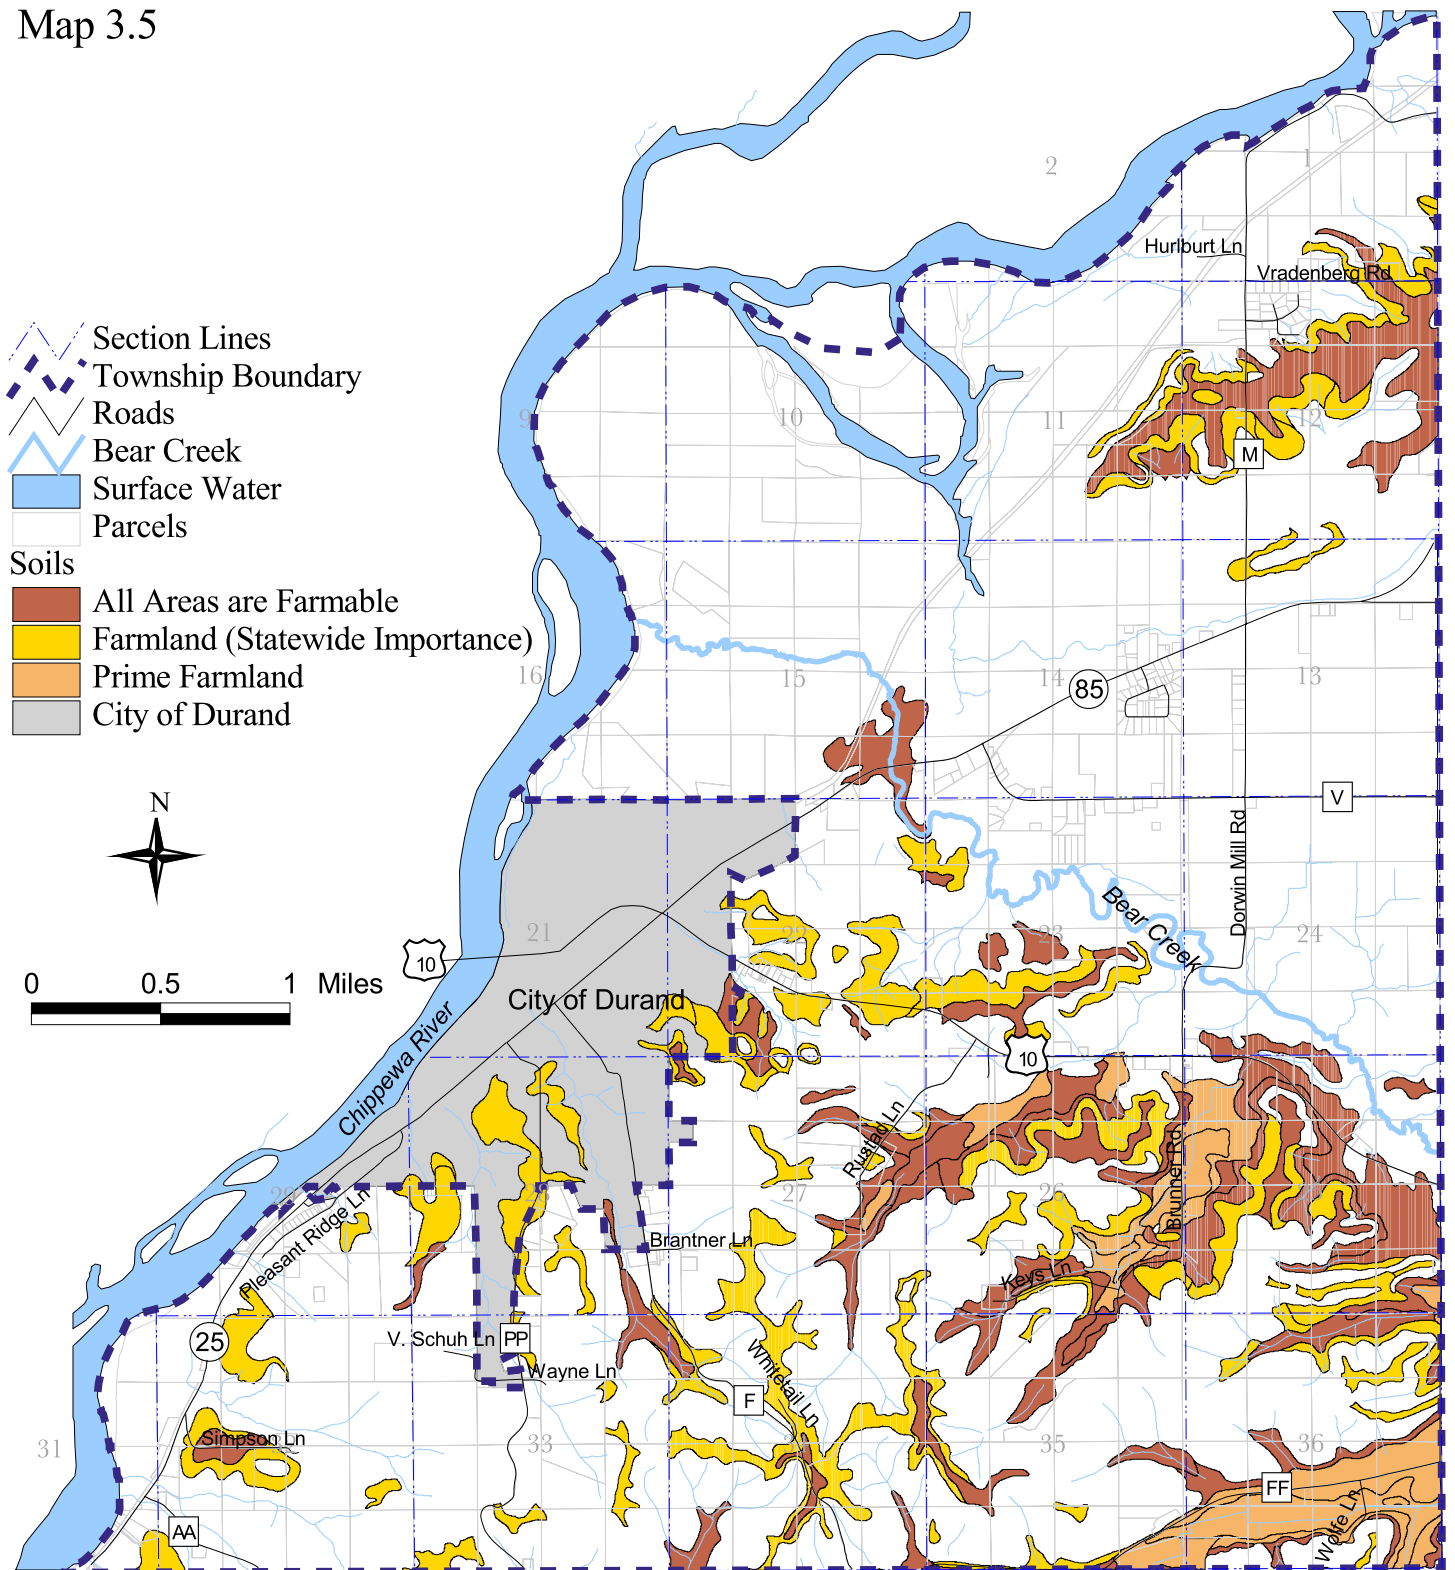 Map 3.5
2
1
Hurlburt Ln
Vradenberg Rd
Section Lines
Township Boundary
Roads
Bear Creek
Surface Water
Parcels
Soils
All Areas are Farmable
Farmland (Statewide Importance)
Prime Farmland
City of Durand
9
10
11
12
M
16
15
14
13
85
V
N
Dorwin Mill Rd
Bear Creek
21
22
23
24
10
0 0.5 1 Miles
City of Durand
Chippewa River
10
Rustad Ln
Brunner Rd
29
28
27
26
Pleasant Ridge Ln
Brantner Ln
Keys Ln
25
V. Schuh Ln
PP
Wayne Ln
Whitetail Ln
F
31
Simpson Ln
33
34
35
36
FF
Wolfe Ln
AA